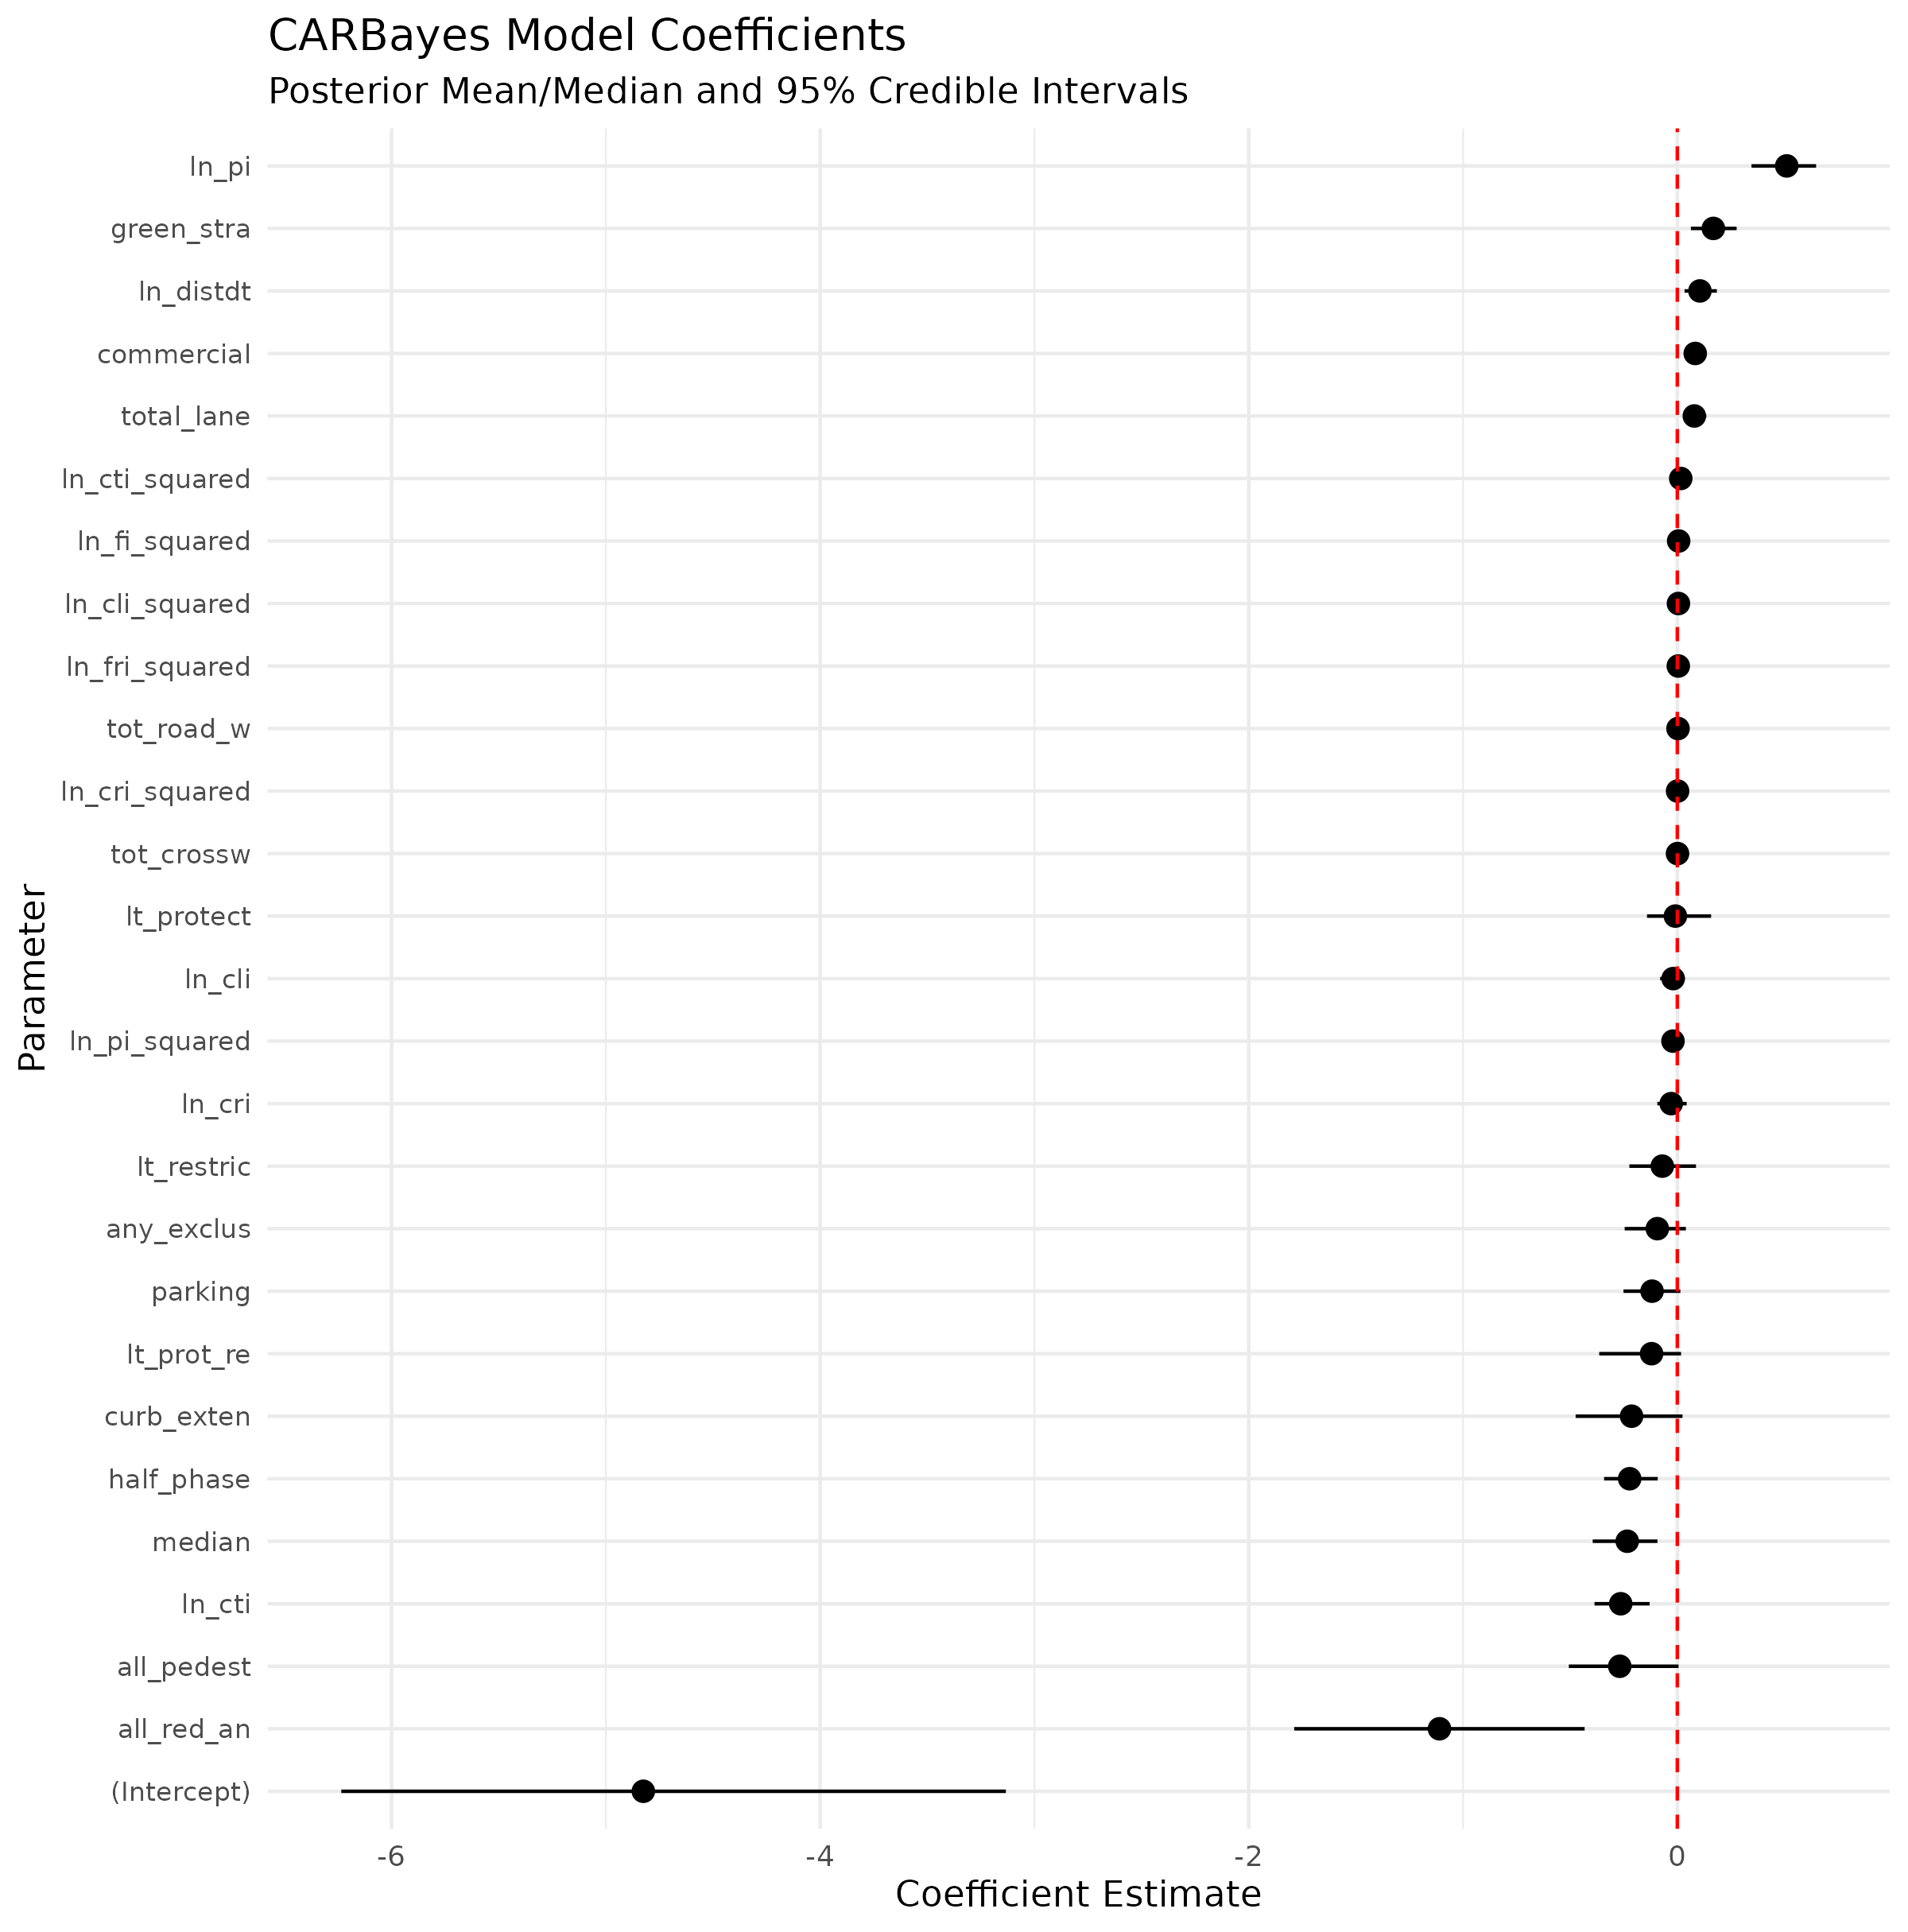 CARBayes Model Coefficients
Posterior Mean/Median and 95% Credible Intervals
ln_pi
green_stra
ln_distdt
commercial
total_lane
ln_cti_squared
ln_fi_squared
ln_cli_squared
ln_fri_squared
tot_road_w
ln_cri_squared
tot_crossw
lt_protect
ln_cli
ln_pi_squared
ln_cri
lt_restric
any_exclus
parking
lt_prot_re
curb_exten
half_phase
median
ln_cti
all_pedest
all_red_an
(Intercept)
Parameter
-6
-4
-2
0
Coefficient Estimate